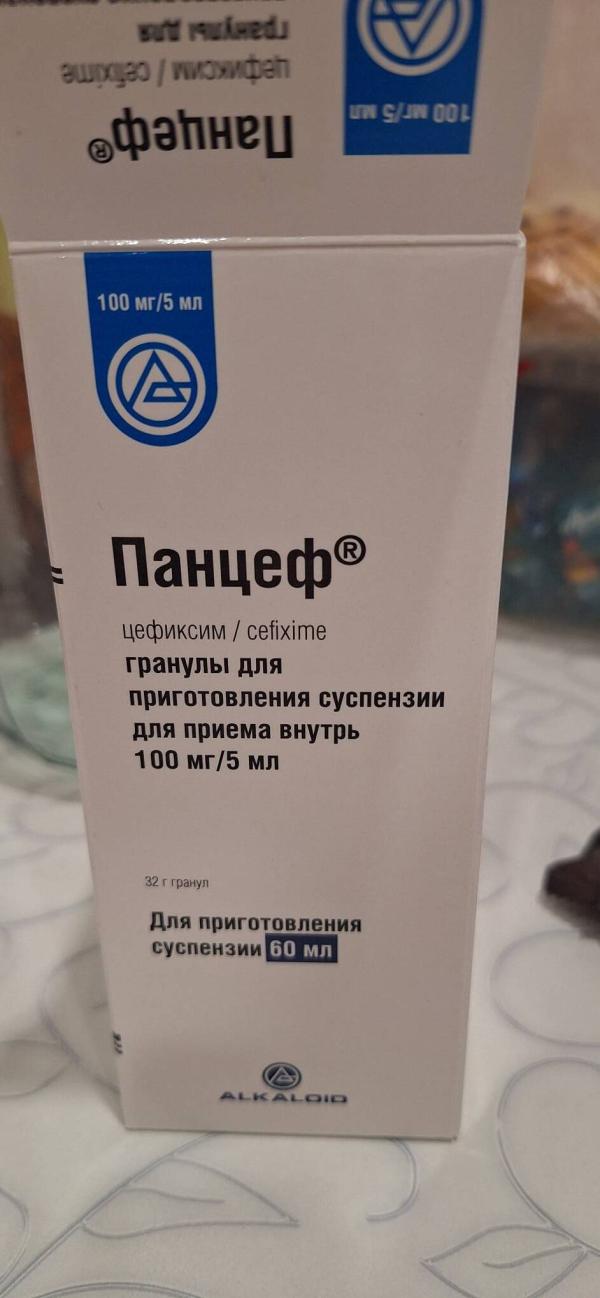 гранулы для
цефиксим / cefixime
Панцеф®
100 мг/5 мл
100 мг/5 мл
Панцеф®
цефиксим / cefixime
гранулы для
приготовления суспензии
для приема внутрь
100 мг/5 мл
32 г гранул
Для приготовления
суспензии 60 мл
ALKALOID